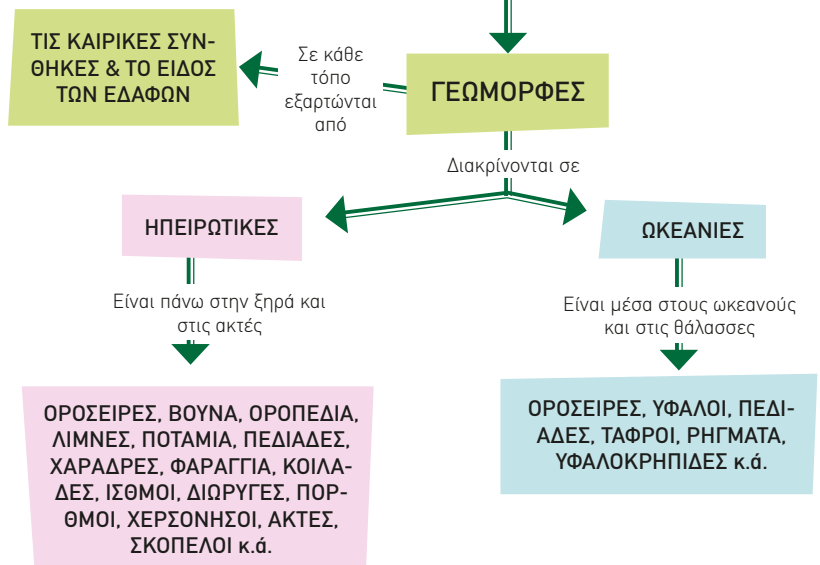 ΤΙΣ ΚΑΙΡΙΚΕΣ ΣΥΝ-
ΘΗΚΕΣ & ΤΟ ΕΙΔΟΣ
ΤΩΝ ΕΔΑΦΩΝ
Σε κάθε
τόπο
εξαρτώνται
από
ΓΕΩΜΟΡΦΕΣ
Διακρίνονται σε
ΗΠΕΙΡΩΤΙΚΕΣ
Είναι πάνω στην ξηρά και
στις ακτές
ΟΡΟΣΕΙΡΕΣ, ΒΟΥΝΑ, ΟΡΟΠΕΔΙΑ,
ΛΙΜΝΕΣ, ΠΟΤΑΜΙΑ, ΠΕΔΙΑΔΕΣ,
ΧΑΡΑΔΡΕΣ, ΦΑΡΑΓΓΙΑ, ΚΟΙΛΑ-
ΔΕΣ, ΙΣΘΜΟΙ, ΔΙΩΡΥΓΕΣ, ΠΟΡ-
ΘΜΟΙ, ΧΕΡΣΟΝΗΣΟΙ, ΑΚΤΕΣ,
ΣΚΟΠΕΛΟΙ κ.ά.
ΩΚΕΑΝΙΕΣ
Είναι μέσα στους ωκεανούς
και στις θάλασσες
ΟΡΟΣΕΙΡΕΣ, ΥΦΑΛΟΙ, ΠΕΔΙ-
ΑΔΕΣ, ΤΑΦΡΟΙ, ΡΗΓΜΑΤΑ,
ΥΦΑΛΟΚΡΗΠΙΔΕΣ κ.ά.